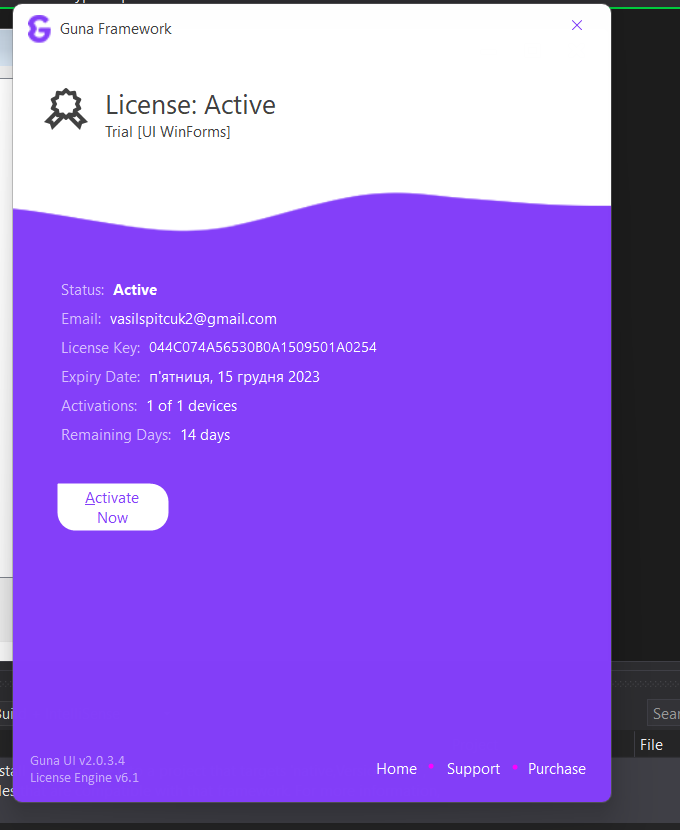 Guna Framework
License: Active
Trial [UI WinForms]
Status: Active
Email: vasilspitcuk2@gmail.com
License Key: 044C074A56530B0A1509501A0254
Expiry Date: п'ятниця, 15 грудня 2023
Activations: 1 of 1 devices
Remaining Days: 14 days
Activate
Now
Guna UI v2.0.3.4
License Engine v6.1
Home • Support • Purchase
File